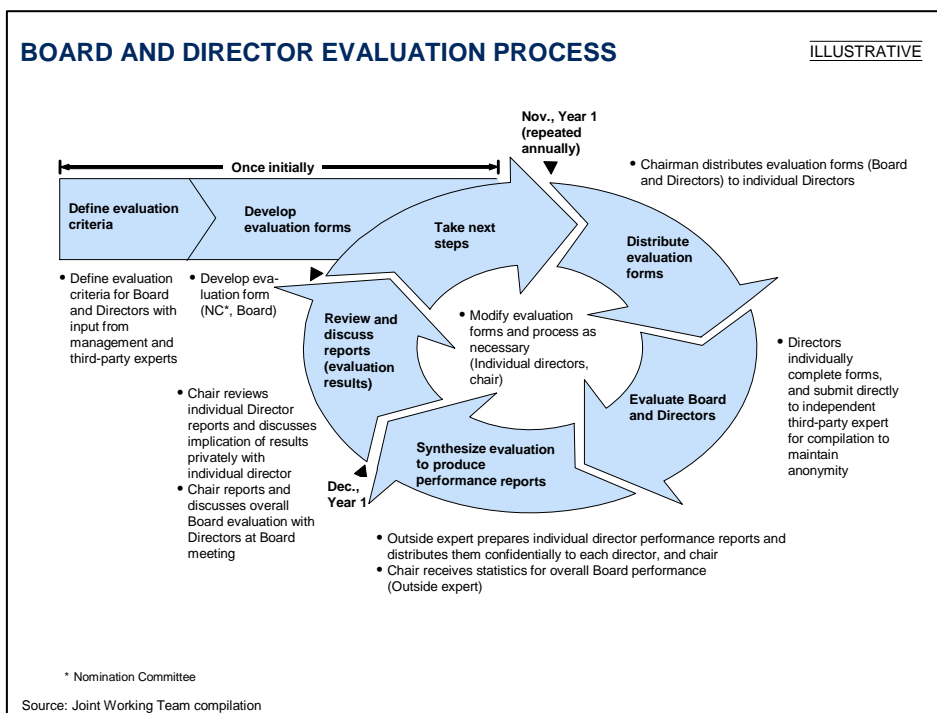 BOARD AND DIRECTOR EVALUATION PROCESS
ILLUSTRATIVE
Nov., Year 1
(repeated
annually)
Once initially
• Chairman distributes evaluation forms (Board
and Directors) to individual Directors
Define evaluation
criteria
Develop
evaluation forms
Take next
steps
Distribute
evaluation
forms
• Define evaluation
criteria for Board
and Directors with
input from
management and
third-party experts
• Develop eva-
luation form
(NC*, Board)
Review and
discuss
reports
(evaluation
results)
• Modify evaluation
forms and process as
necessary
(Individual directors,
chair)
• Directors
individually
complete forms,
and submit directly
to independent
third-party expert
for compilation to
maintain
anonymity
Evaluate Board
and Directors
• Chair reviews
individual Director
reports and discusses
implication of results
privately with
individual director
• Chair reports and
discusses overall
Board evaluation with
Directors at Board
meeting
Synthesize evaluation
to produce
performance reports
Dec.,
Year 1
• Outside expert prepares individual director performance reports and
distributes them confidentially to each director, and chair
• Chair receives statistics for overall Board performance
(Outside expert)
* Nomination Committee
Source: Joint Working Team compilation